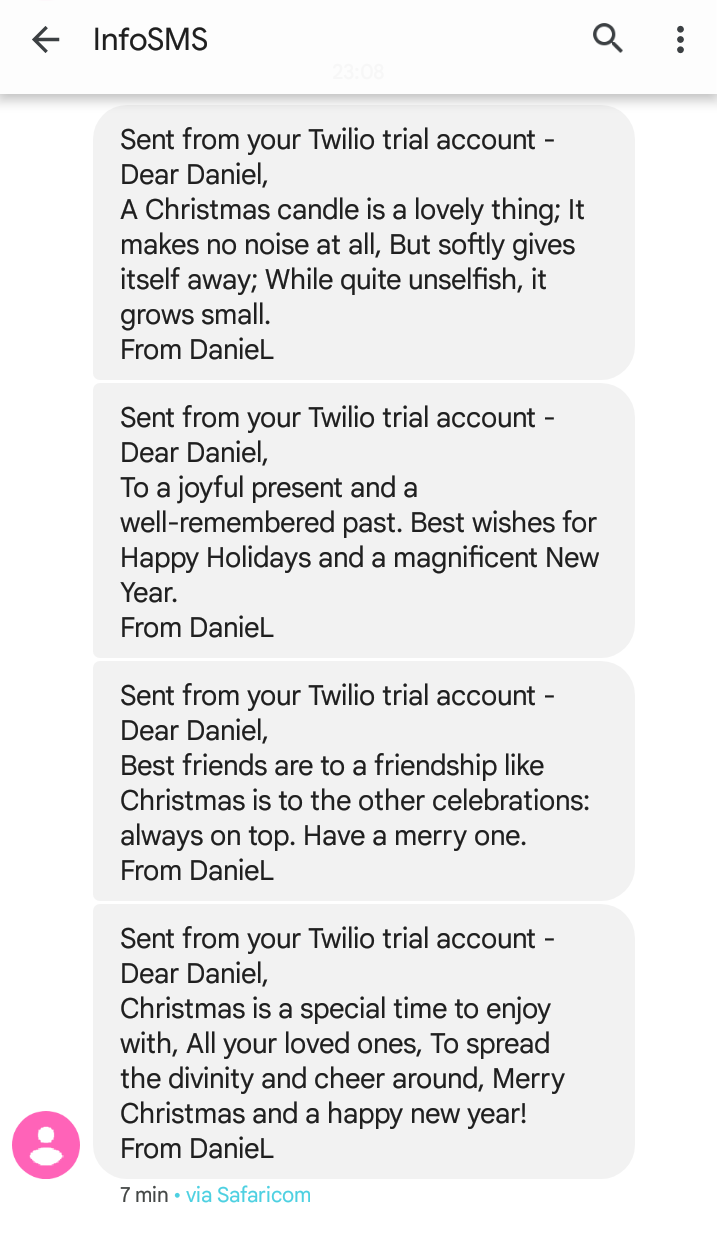 InfoSMS
23:08
Sent from your Twilio trial account -
Dear Daniel,
A Christmas candle is a lovely thing; It
makes no noise at all, But softly gives
itself away; While quite unselfish, it
grows small.
From DanieL
Sent from your Twilio trial account -
Dear Daniel,
To a joyful present and a
well-remembered past. Best wishes for
Happy Holidays and a magnificent New
Year.
From DanieL
Sent from your Twilio trial account -
Dear Daniel,
Best friends are to a friendship like
Christmas is to the other celebrations:
always on top. Have a merry one.
From DanieL
Sent from your Twilio trial account -
Dear Daniel,
Christmas is a special time to enjoy
with, All your loved ones, To spread
the divinity and cheer around, Merry
Christmas and a happy new year!
From DanieL
7 min • via Safaricom